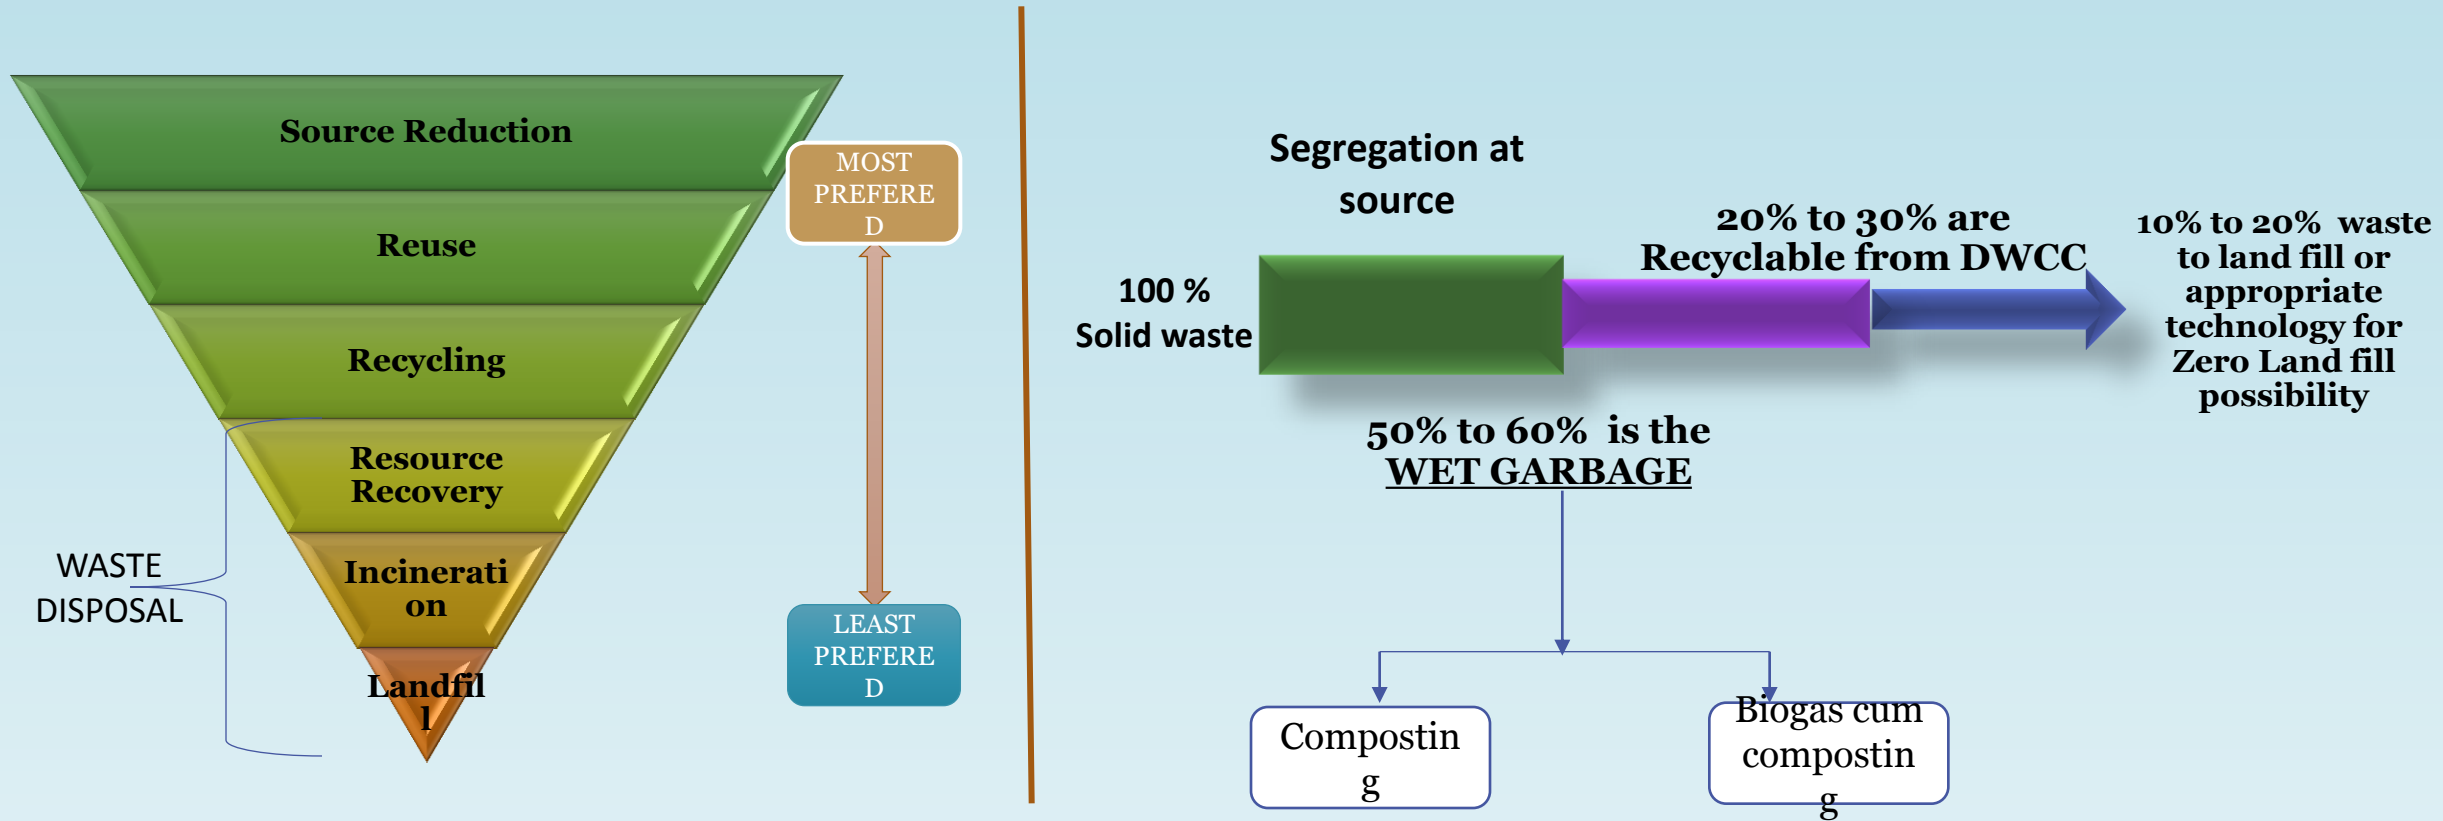 Source Reduction
Reuse
Recycling
Resource
Recovery
Incinerati
on
Landfil
l
WASTE
DISPOSAL
MOST
PREFERE
D
LEAST
PREFERE
D
Segregation at
source
100 %
Solid waste
20% to 30% are
Recyclable from DWCC
10% to 20% waste
to land fill or
appropriate
technology for
Zero Land fill
possibility
50% to 60% is the
WET GARBAGE
Compostin
g
Biogas cum
compostin
g